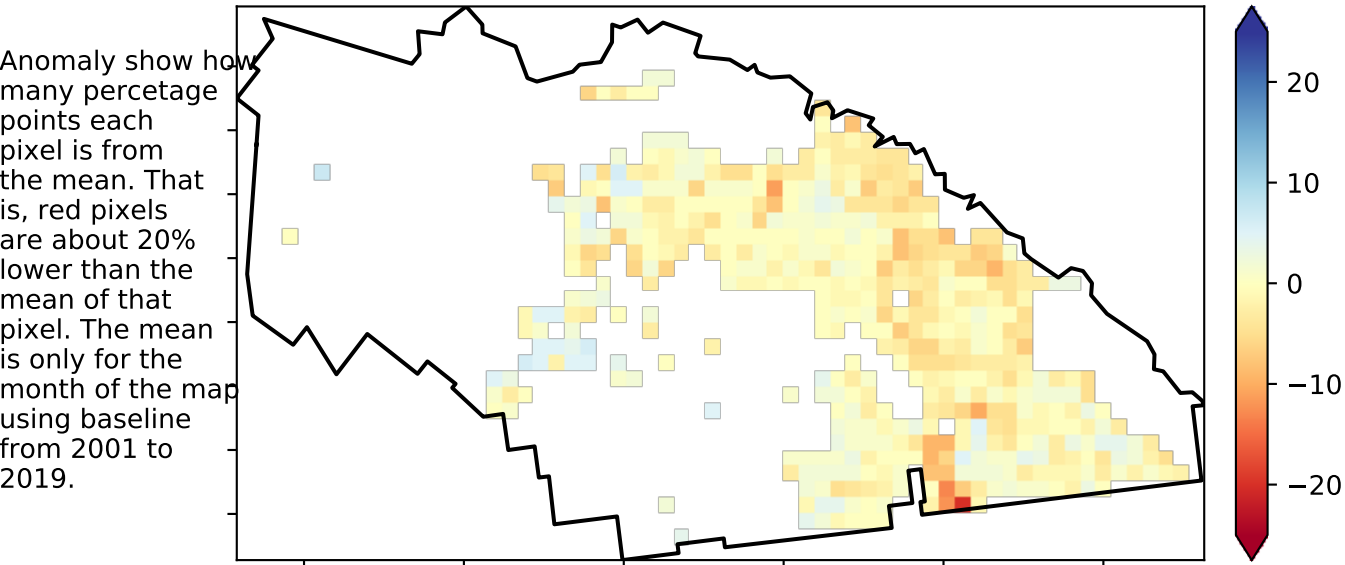 Anomaly show how
many percetage
points each
pixel is from
the mean. That
is, red pixels
are about 20%
lower than the
mean of that
pixel. The mean
is only for the
month of the map
using baseline
from 2001 to
2019.
20
10
0
−10
−20